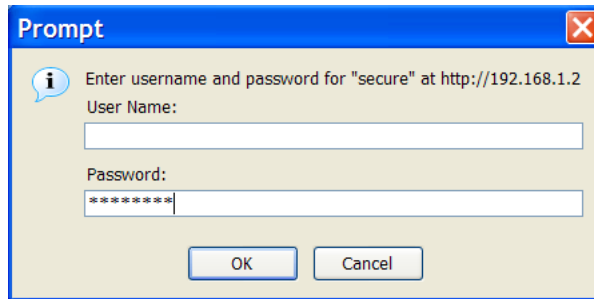 Prompt
Enter username and password for "secure" at http://192.168.1.2
User Name:
Password:
********
OK
Cancel